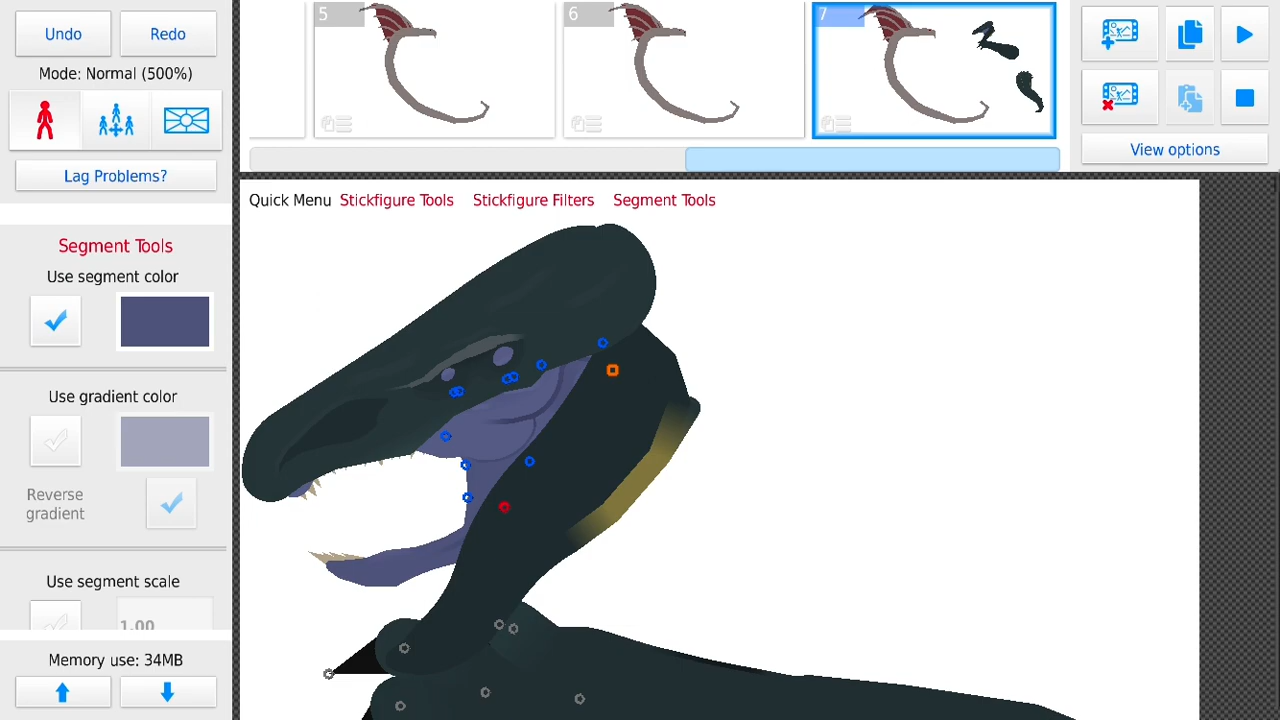 Undo
Redo
Mode: Normal (500%)
Lag Problems?
Segment Tools
Use segment color
Use gradient color
Reverse
gradient
Use segment scale
1.00
Memory use: 34MB
5
6
7
View options
Quick Menu Stickfigure Tools Stickfigure Filters Segment Tools